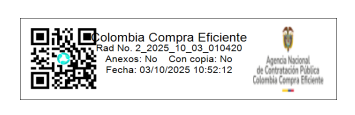 Colombia Compra Eficiente
Rad No. 2_2025_10_03_010420
Anexos: No Con copia: No
Fecha: 03/10/2025 10:52:12
Agencia Nacional
de Contratación Pública
Colombia Compra Eficiente